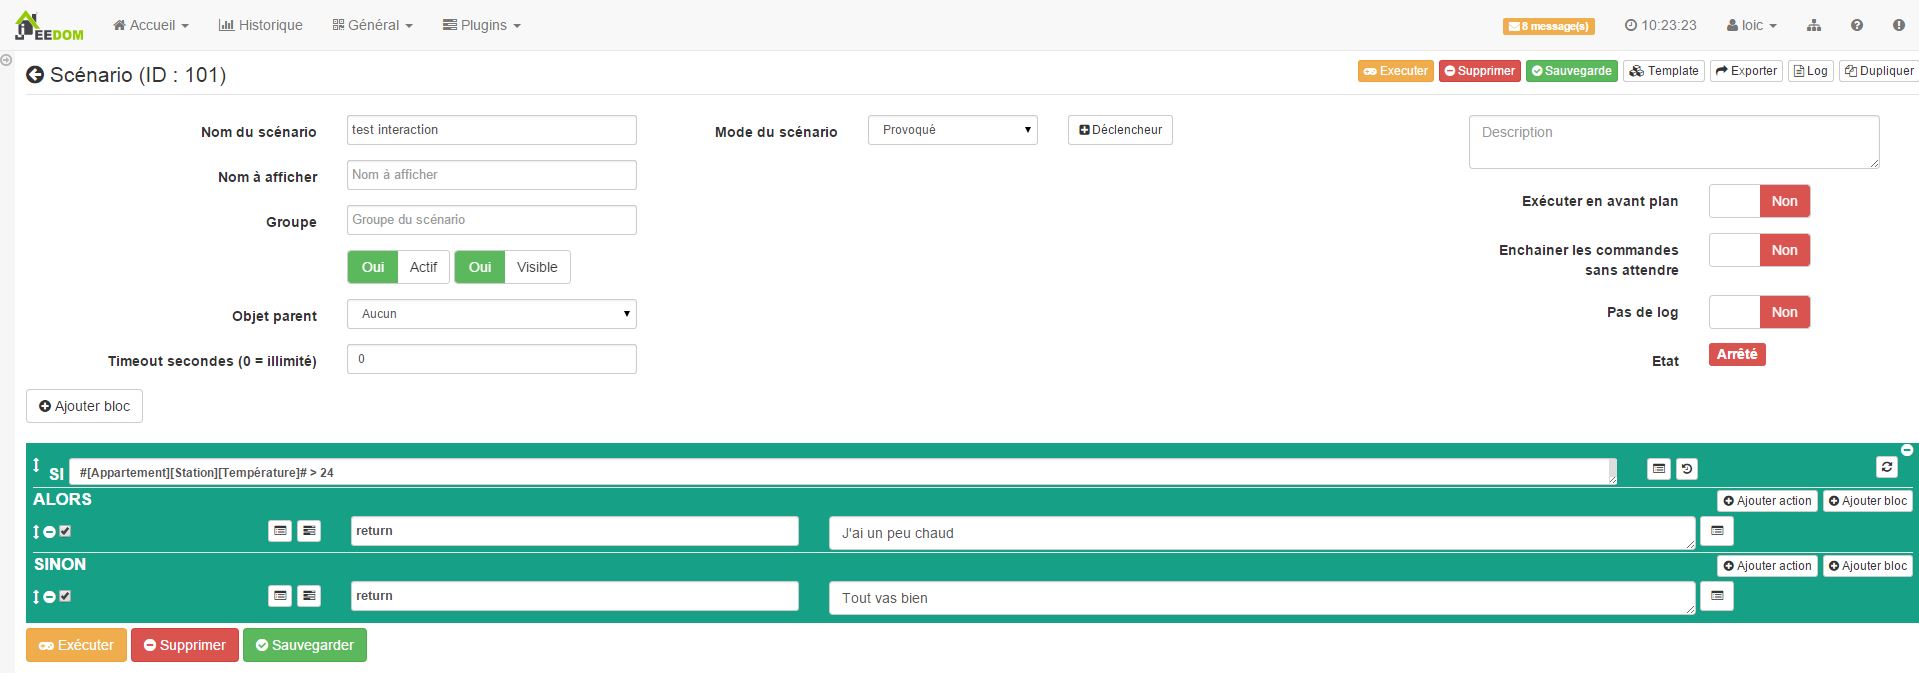 JEEDOM Accueil Historique Général Plugins 8 message(s) 10:23:23 loic
Scénario (ID : 101) Executer Supprimer Sauvegarde Template Exporter Log Dupliquer
Nom du scénario test interaction Mode du scénario Provoqué Déclencheur Description
Nom à afficher Nom à afficher
Exécuter en avant plan Non
Groupe Groupe du scénario
Enchainer les commandes
sans attendre Non
Oui Actif Oui Visible
Objet parent Aucun Pas de log Non
Timeout secondes (0 = illimité) 0 Etat Arrêté
Ajouter bloc
SI #[Appartement][Station][Température]# > 24
ALORS Ajouter action Ajouter bloc
return J'ai un peu chaud
SINON Ajouter action Ajouter bloc
return Tout vas bien
Exécuter Supprimer Sauvegarder